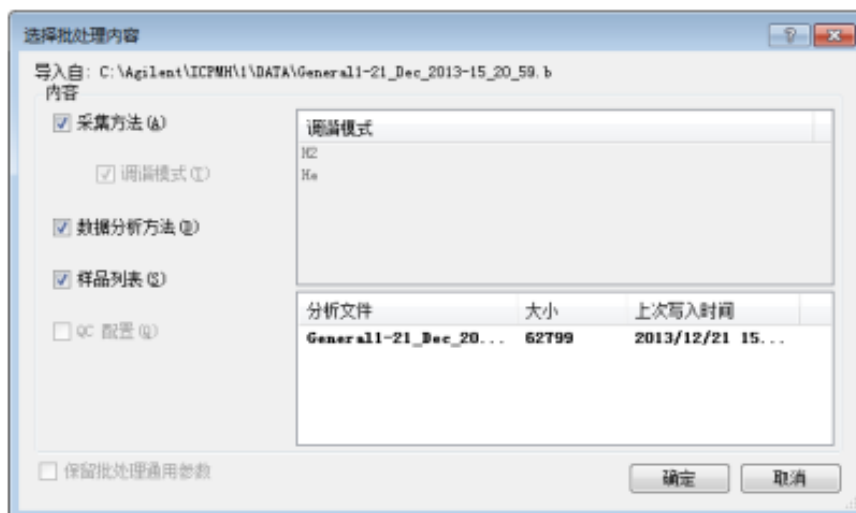 选择批处理内容
导入自: C:\Agilent\ICPMH\1\DATA\General1-21_Dec_2013-15_20_59.b
内容
采集方法(A)
调谐模式(T)
数据分析方法(D)
样品列表(S)
QC 配置(Q)
调谐模式
H2
He
分析文件 大小 上次写入时间
General1-21_Dec_20... 62799 2013/12/21 15...
保留批处理通用参数
确定 取消